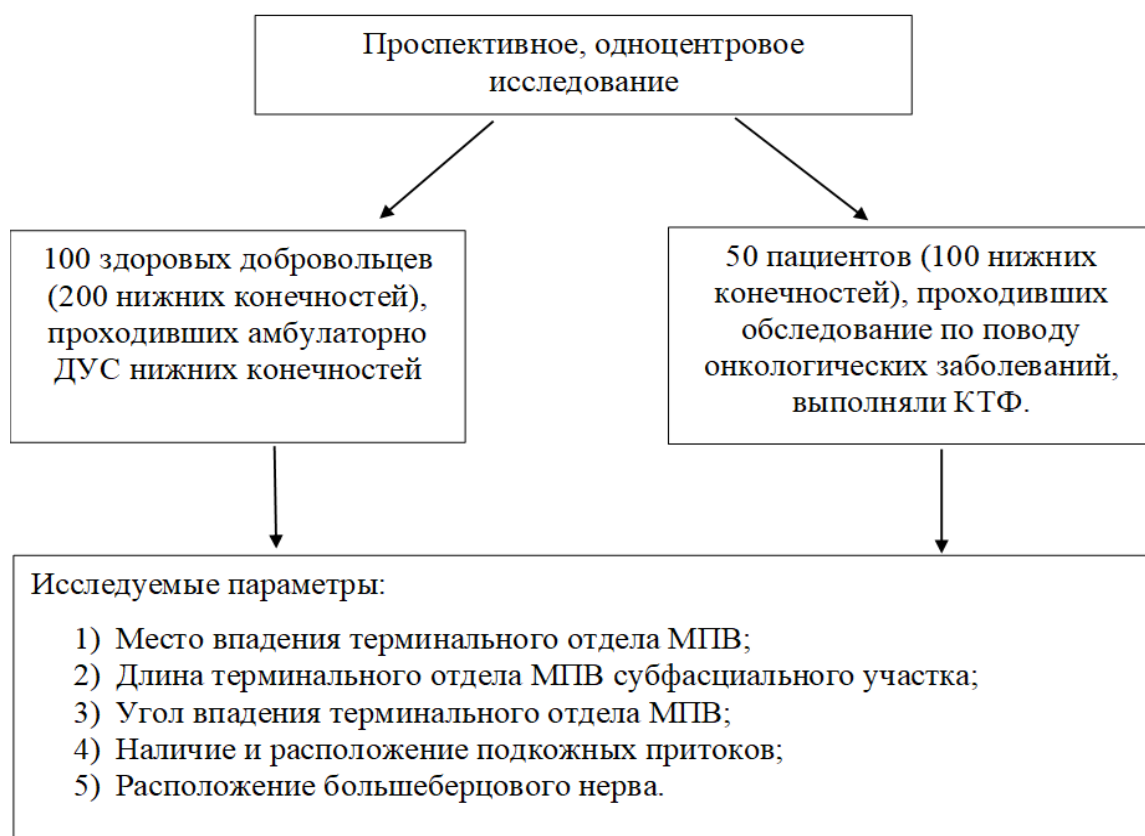 Проспективное, одноцентровое
исследование
100 здоровых добровольцев
(200 нижних конечностей),
проходивших амбулаторно
ДУС нижних конечностей
50 пациентов (100 нижних
конечностей), проходивших
обследование по поводу
онкологических заболеваний,
выполняли КТФ.
Исследуемые параметры:
1) Место впадения терминального отдела МПВ;
2) Длина терминального отдела МПВ субфасциального участка;
3) Угол впадения терминального отдела МПВ;
4) Наличие и расположение подкожных притоков;
5) Расположение большеберцового нерва.